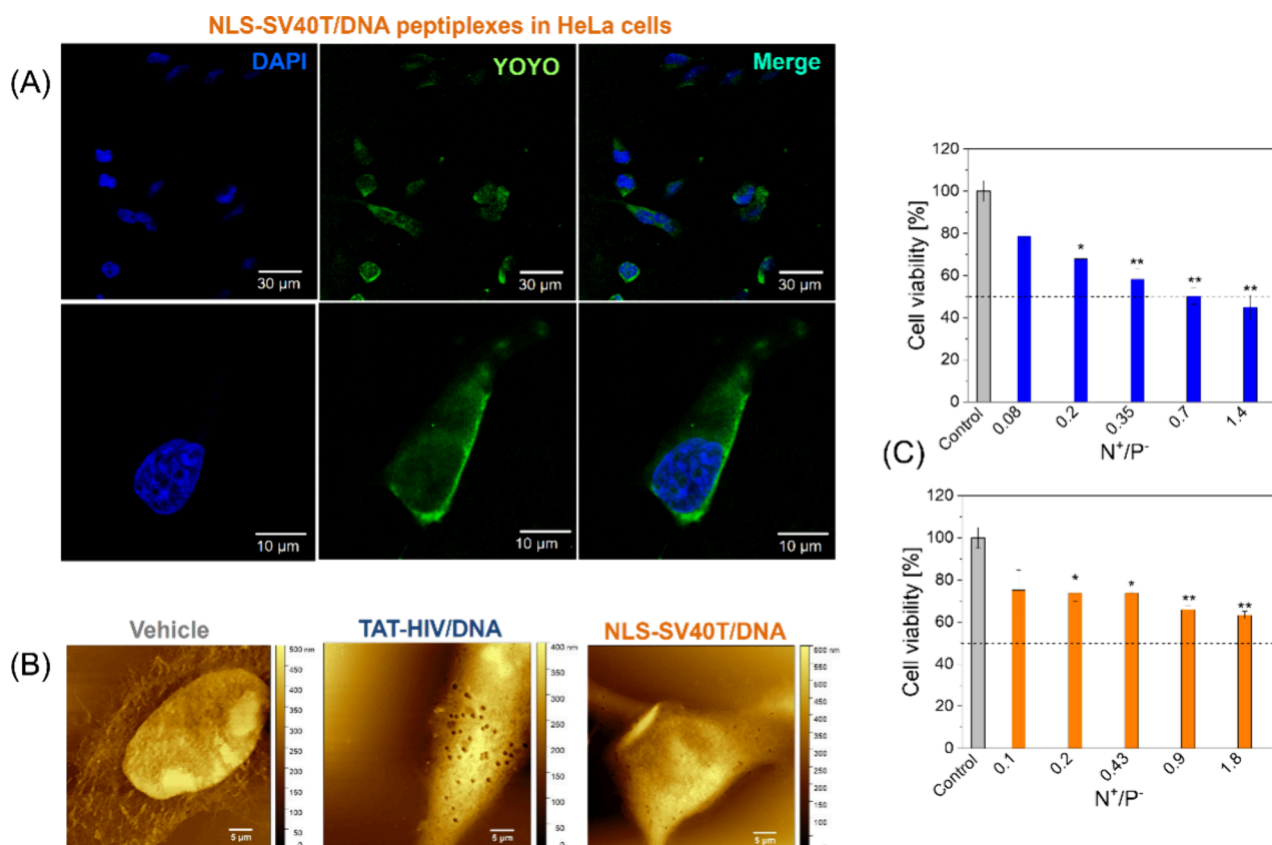 NLS-SV40T/DNA peptiplexes in HeLa cells
(A)
DAPI
YOYO
Merge
30 µm
30 µm
30 µm
10 µm
10 µm
10 µm
(B)
Vehicle
TAT-HIV/DNA
NLS-SV40T/DNA
500 nm
450
400
350
300
250
200
150
100
50
0
5 µm
400 nm
350
300
250
200
150
100
50
0
5 µm
600 nm
550
500
450
400
350
300
250
200
150
100
0
5 µm
(C)
Cell viability [%]
120
100
80
60
40
20
0
* ** ** **
Control 0.08 0.2 0.35 0.7 1.4
N⁺/P⁻
Cell viability [%]
120
100
80
60
40
20
0
* * ** **
Control 0.1 0.2 0.43 0.9 1.8
N⁺/P⁻